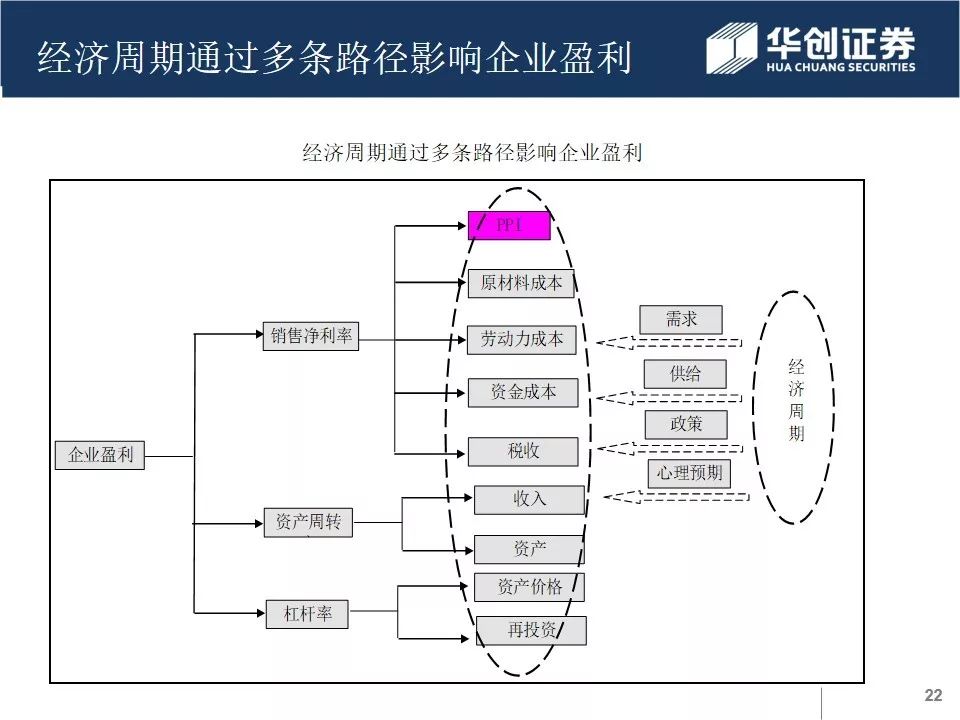 经济周期通过多条路径影响企业盈利
华创证券
HUA CHUANG SECURITIES
经济周期通过多条路径影响企业盈利
PPI
原材料成本
销售净利率
劳动力成本
需求
资金成本
供给
经济周期
企业盈利
税收
政策
心理预期
资产周转
收入
资产
杠杆率
资产价格
再投资
22